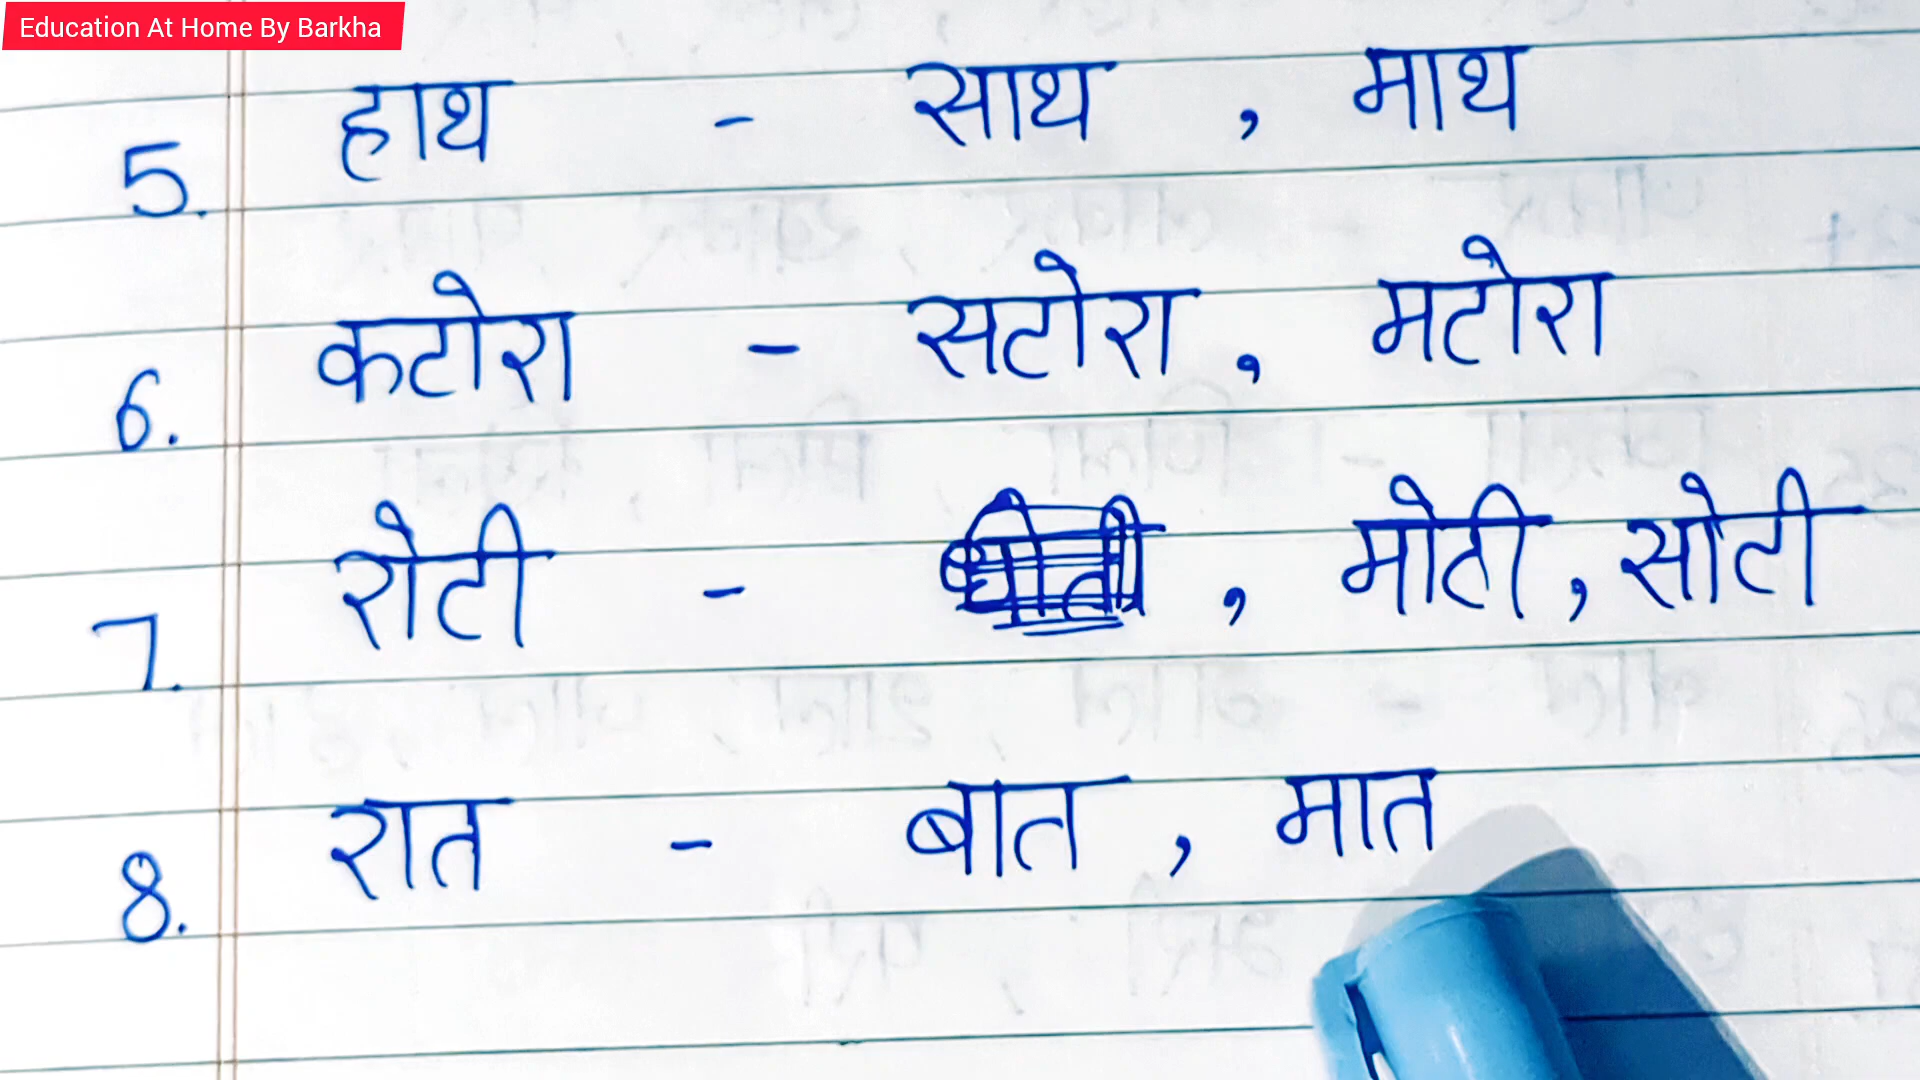 Education At Home By Barkha
5. हाथ - साथ , माथ
6. कटोरा - सटोरा , मटोरा
7. रोटी - , मोटी , सोटी
8. रात - बात , मात